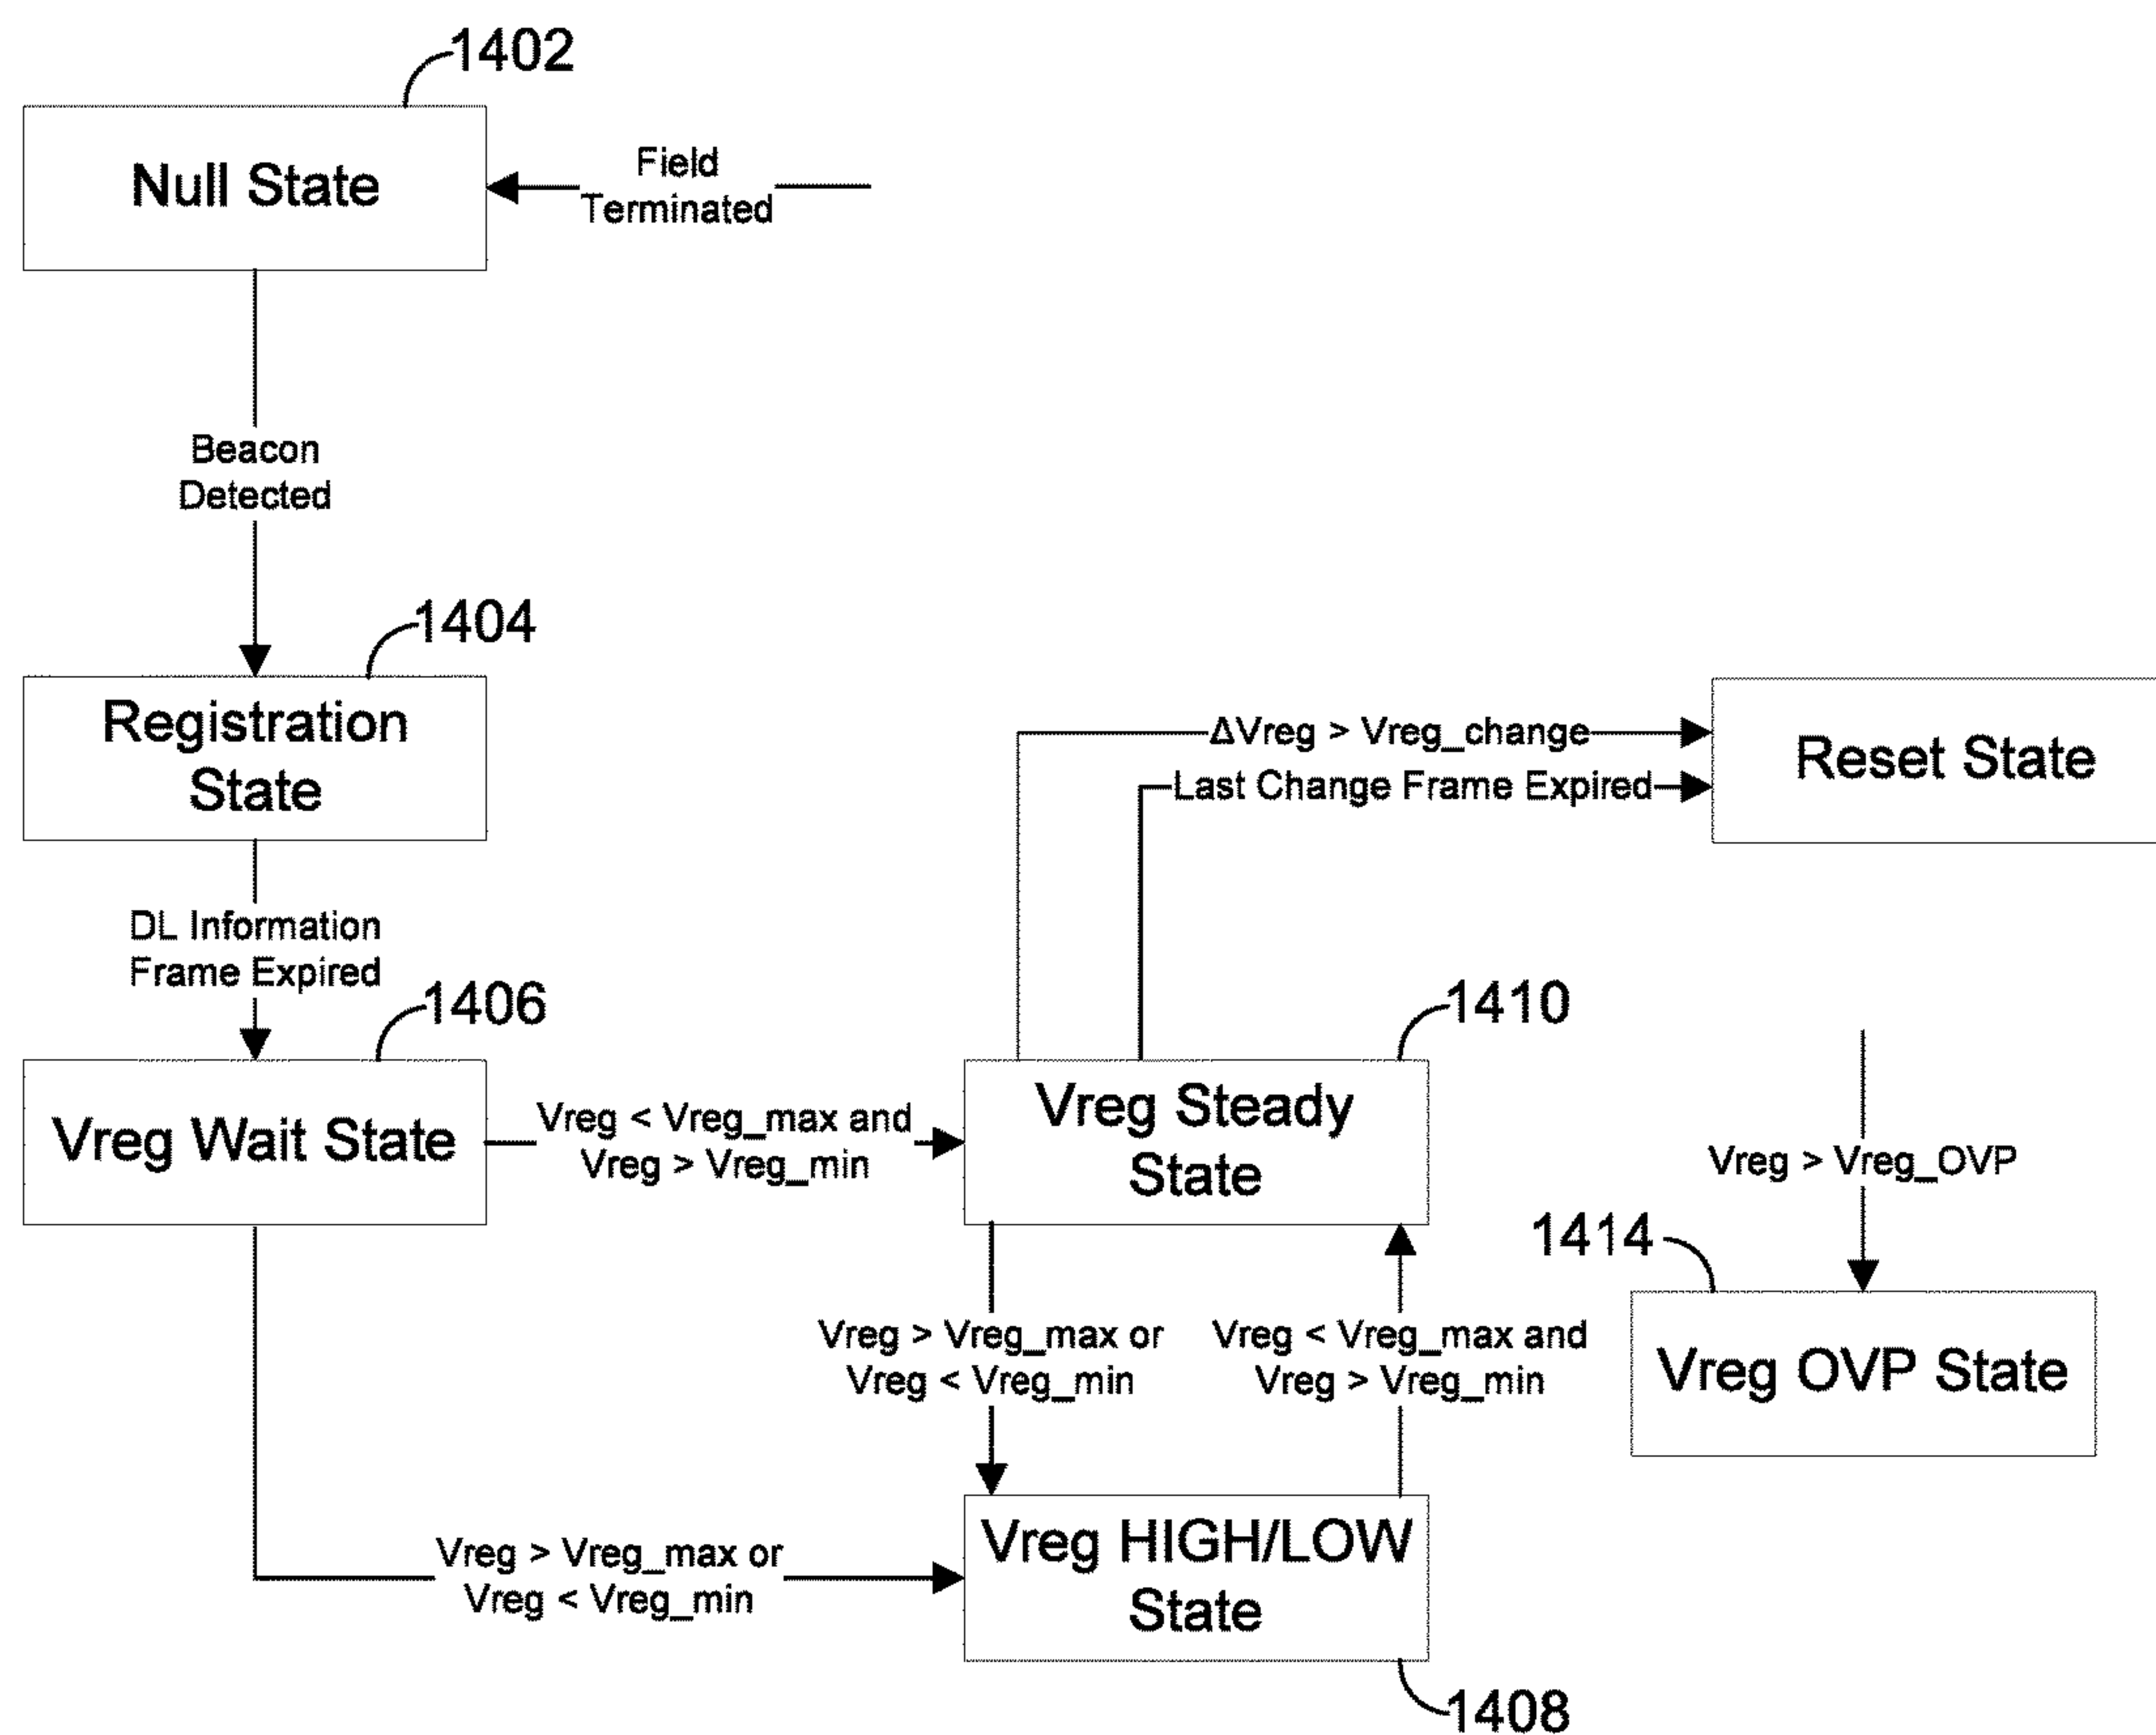 1402
Null State
Field
Terminated
Beacon
Detected
1404
Registration
State
ΔVreg > Vreg_change
Last Change Frame Expired
Reset State
DL Information
Frame Expired
1406
1410
Vreg Wait State
Vreg < Vreg_max and
Vreg > Vreg_min
Vreg Steady
State
Vreg > Vreg_OVP
1414
Vreg OVP State
Vreg > Vreg_max or
Vreg < Vreg_min
Vreg < Vreg_max and
Vreg > Vreg_min
Vreg > Vreg_max or
Vreg < Vreg_min
Vreg HIGH/LOW
State
1408